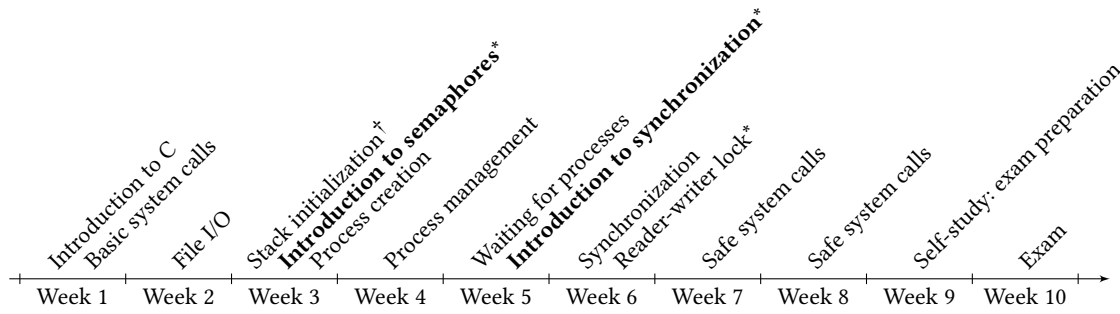 Introduction to C
Basic system calls
File I/O
Stack initialization†
Introduction to semaphores*
Process creation
Process management
Waiting for processes
Introduction to synchronization*
Synchronization
Reader-writer lock*
Safe system calls
Safe system calls
Self-study: exam preparation
Exam
Week 1
Week 2
Week 3
Week 4
Week 5
Week 6
Week 7
Week 8
Week 9
Week 10